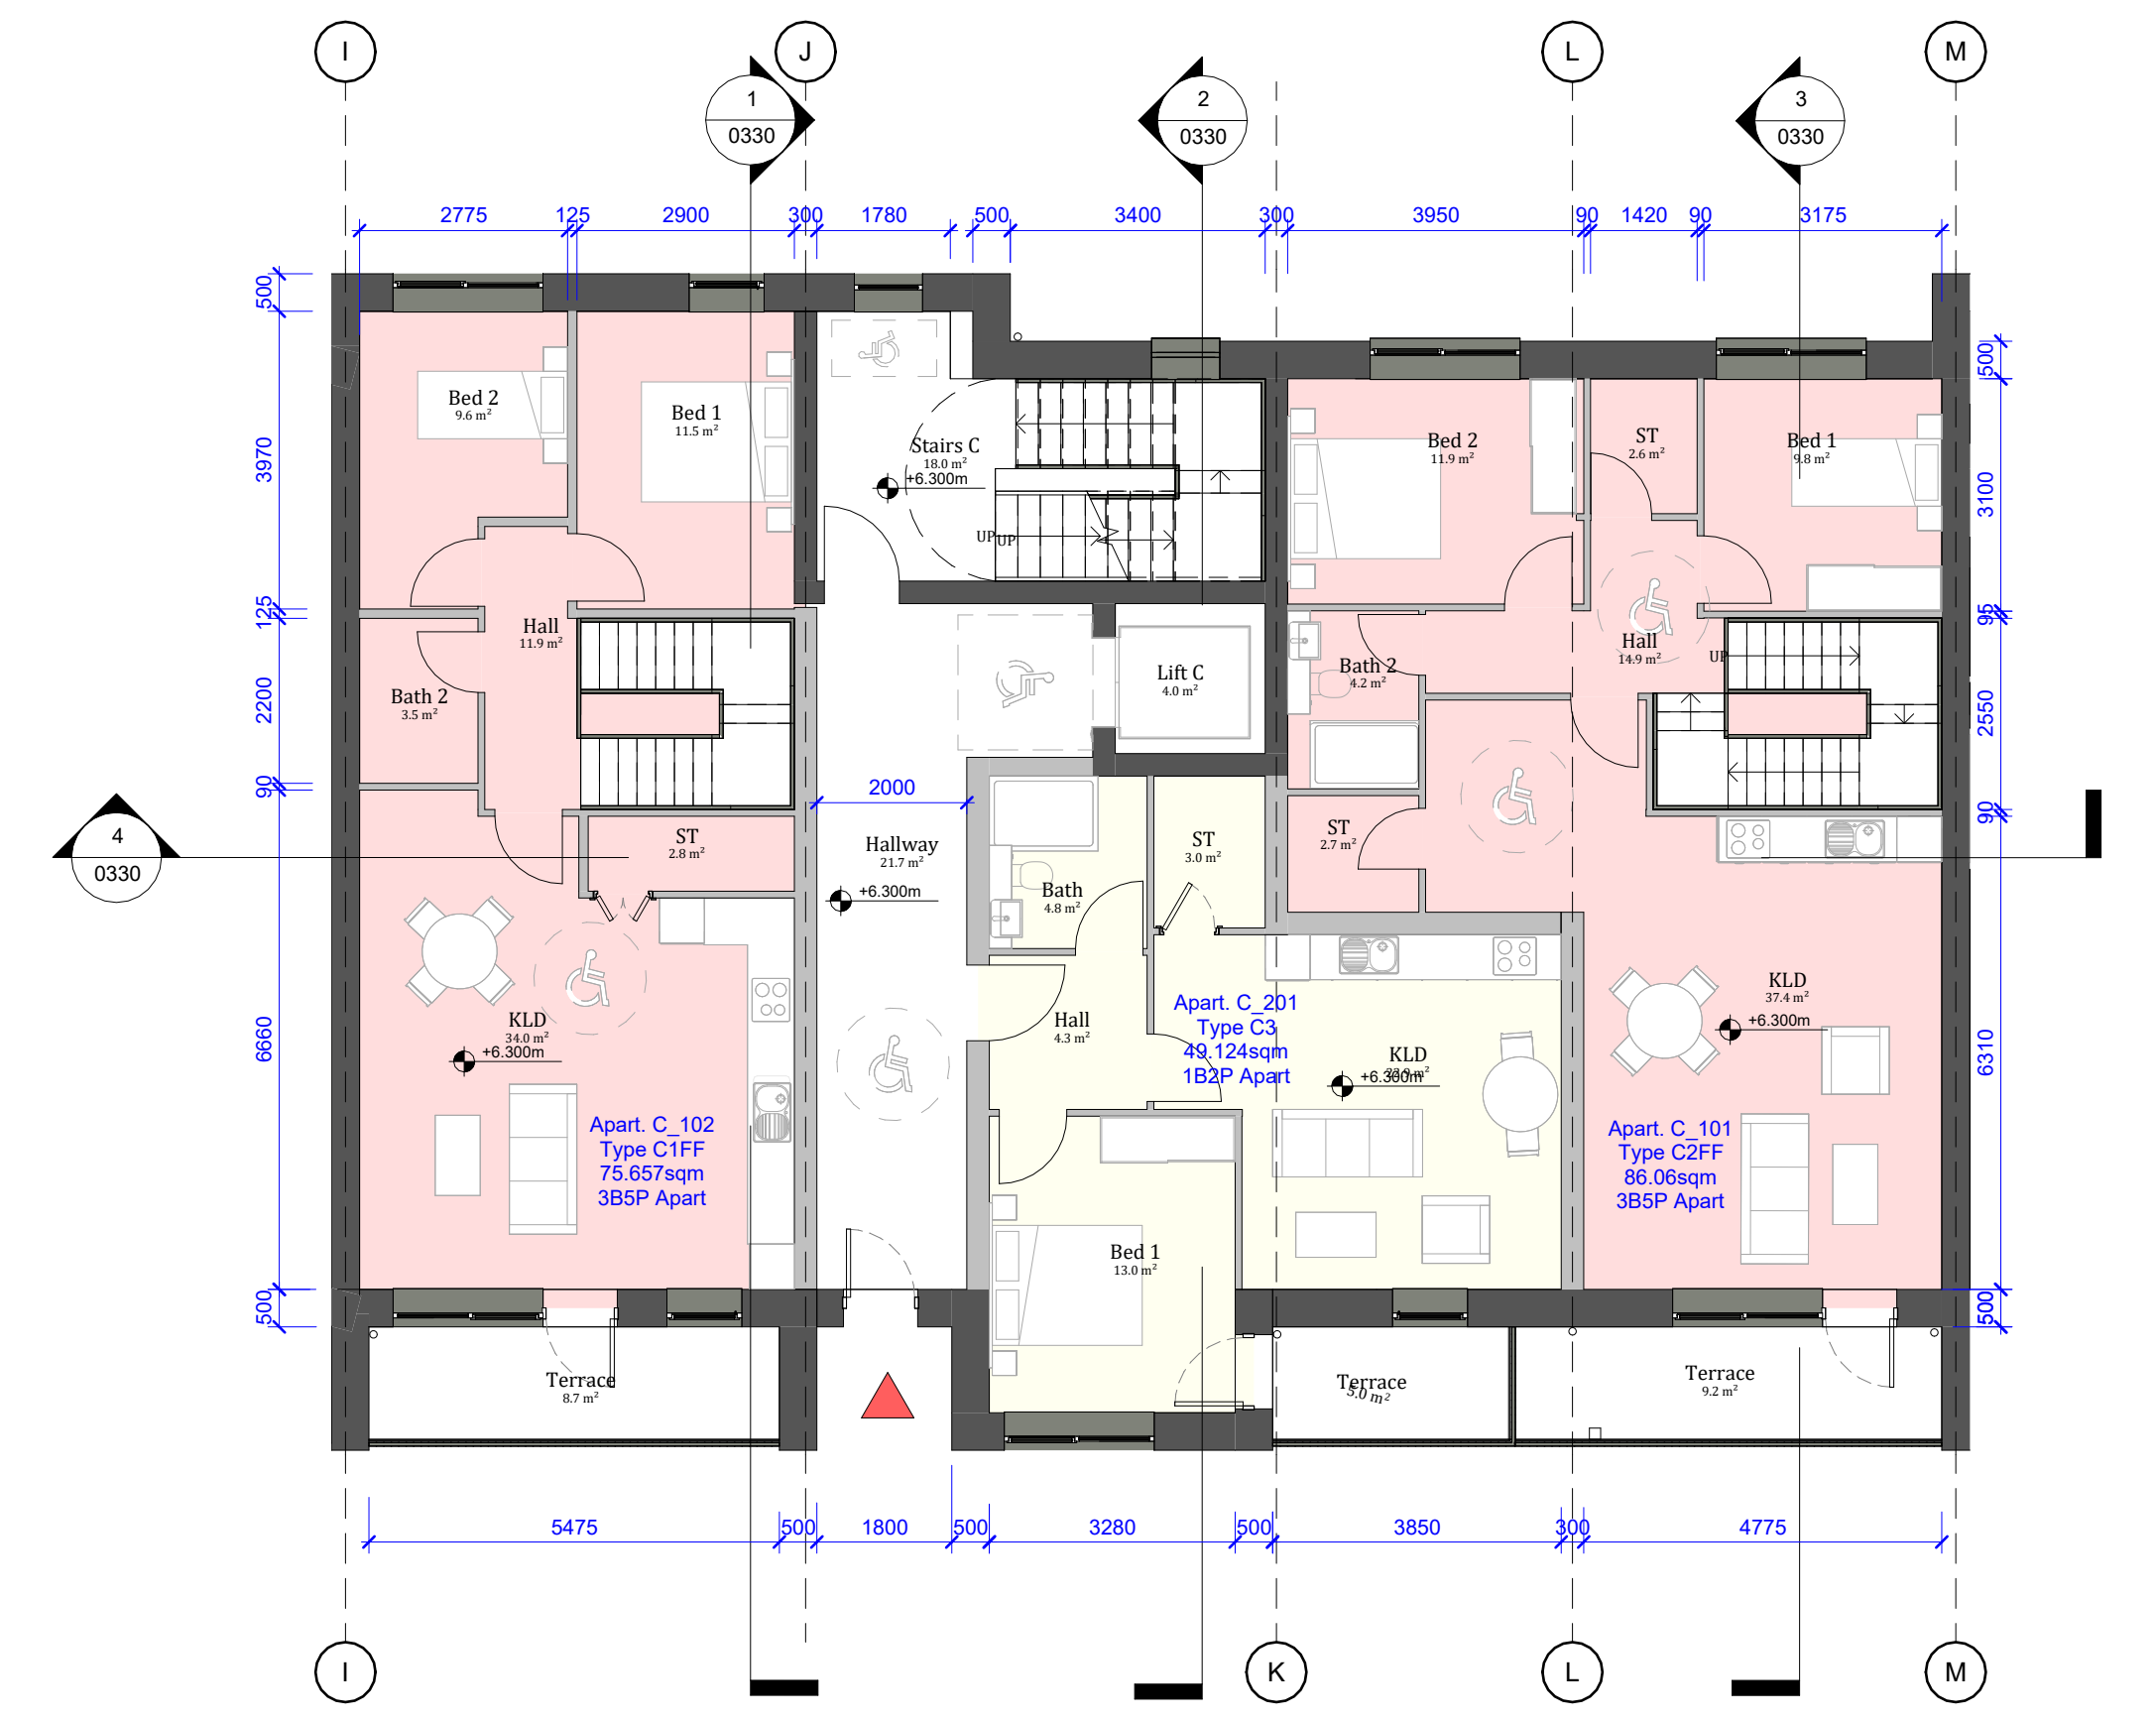 I
J
L
M
1
0330
2
0330
3
0330
2775
125
2900
300
1780
500
3400
300
3950
90
1420
90
3175
500
3970
125
2200
90
6660
500
500
3100
95
2550
90
6310
500
Bed 2
9.6 m²
Bed 1
11.5 m²
Stairs C
18.0 m²
+6.300m
UP
UP
Bed 2
11.9 m²
ST
2.6 m²
Bed 1
9.8 m²
Hall
11.9 m²
Bath 2
3.5 m²
Lift C
4.0 m²
Bath 2
4.2 m²
Hall
14.9 m²
UP
2000
4
0330
ST
2.8 m²
Hallway
21.7 m²
+6.300m
Bath
4.8 m²
ST
3.0 m²
ST
2.7 m²
KLD
34.0 m²
+6.300m
Hall
4.3 m²
Apart. C_201
Type C3
49.124sqm
1B2P Apart
KLD
+6.300m
KLD
37.4 m²
+6.300m
Apart. C_102
Type C1FF
75.657sqm
3B5P Apart
Apart. C_101
Type C2FF
86.06sqm
3B5P Apart
Bed 1
13.0 m²
Terrace
8.7 m²
Terrace
5.0 m²
Terrace
9.2 m²
5475
500
1800
500
3280
500
3850
300
4775
I
K
L
M